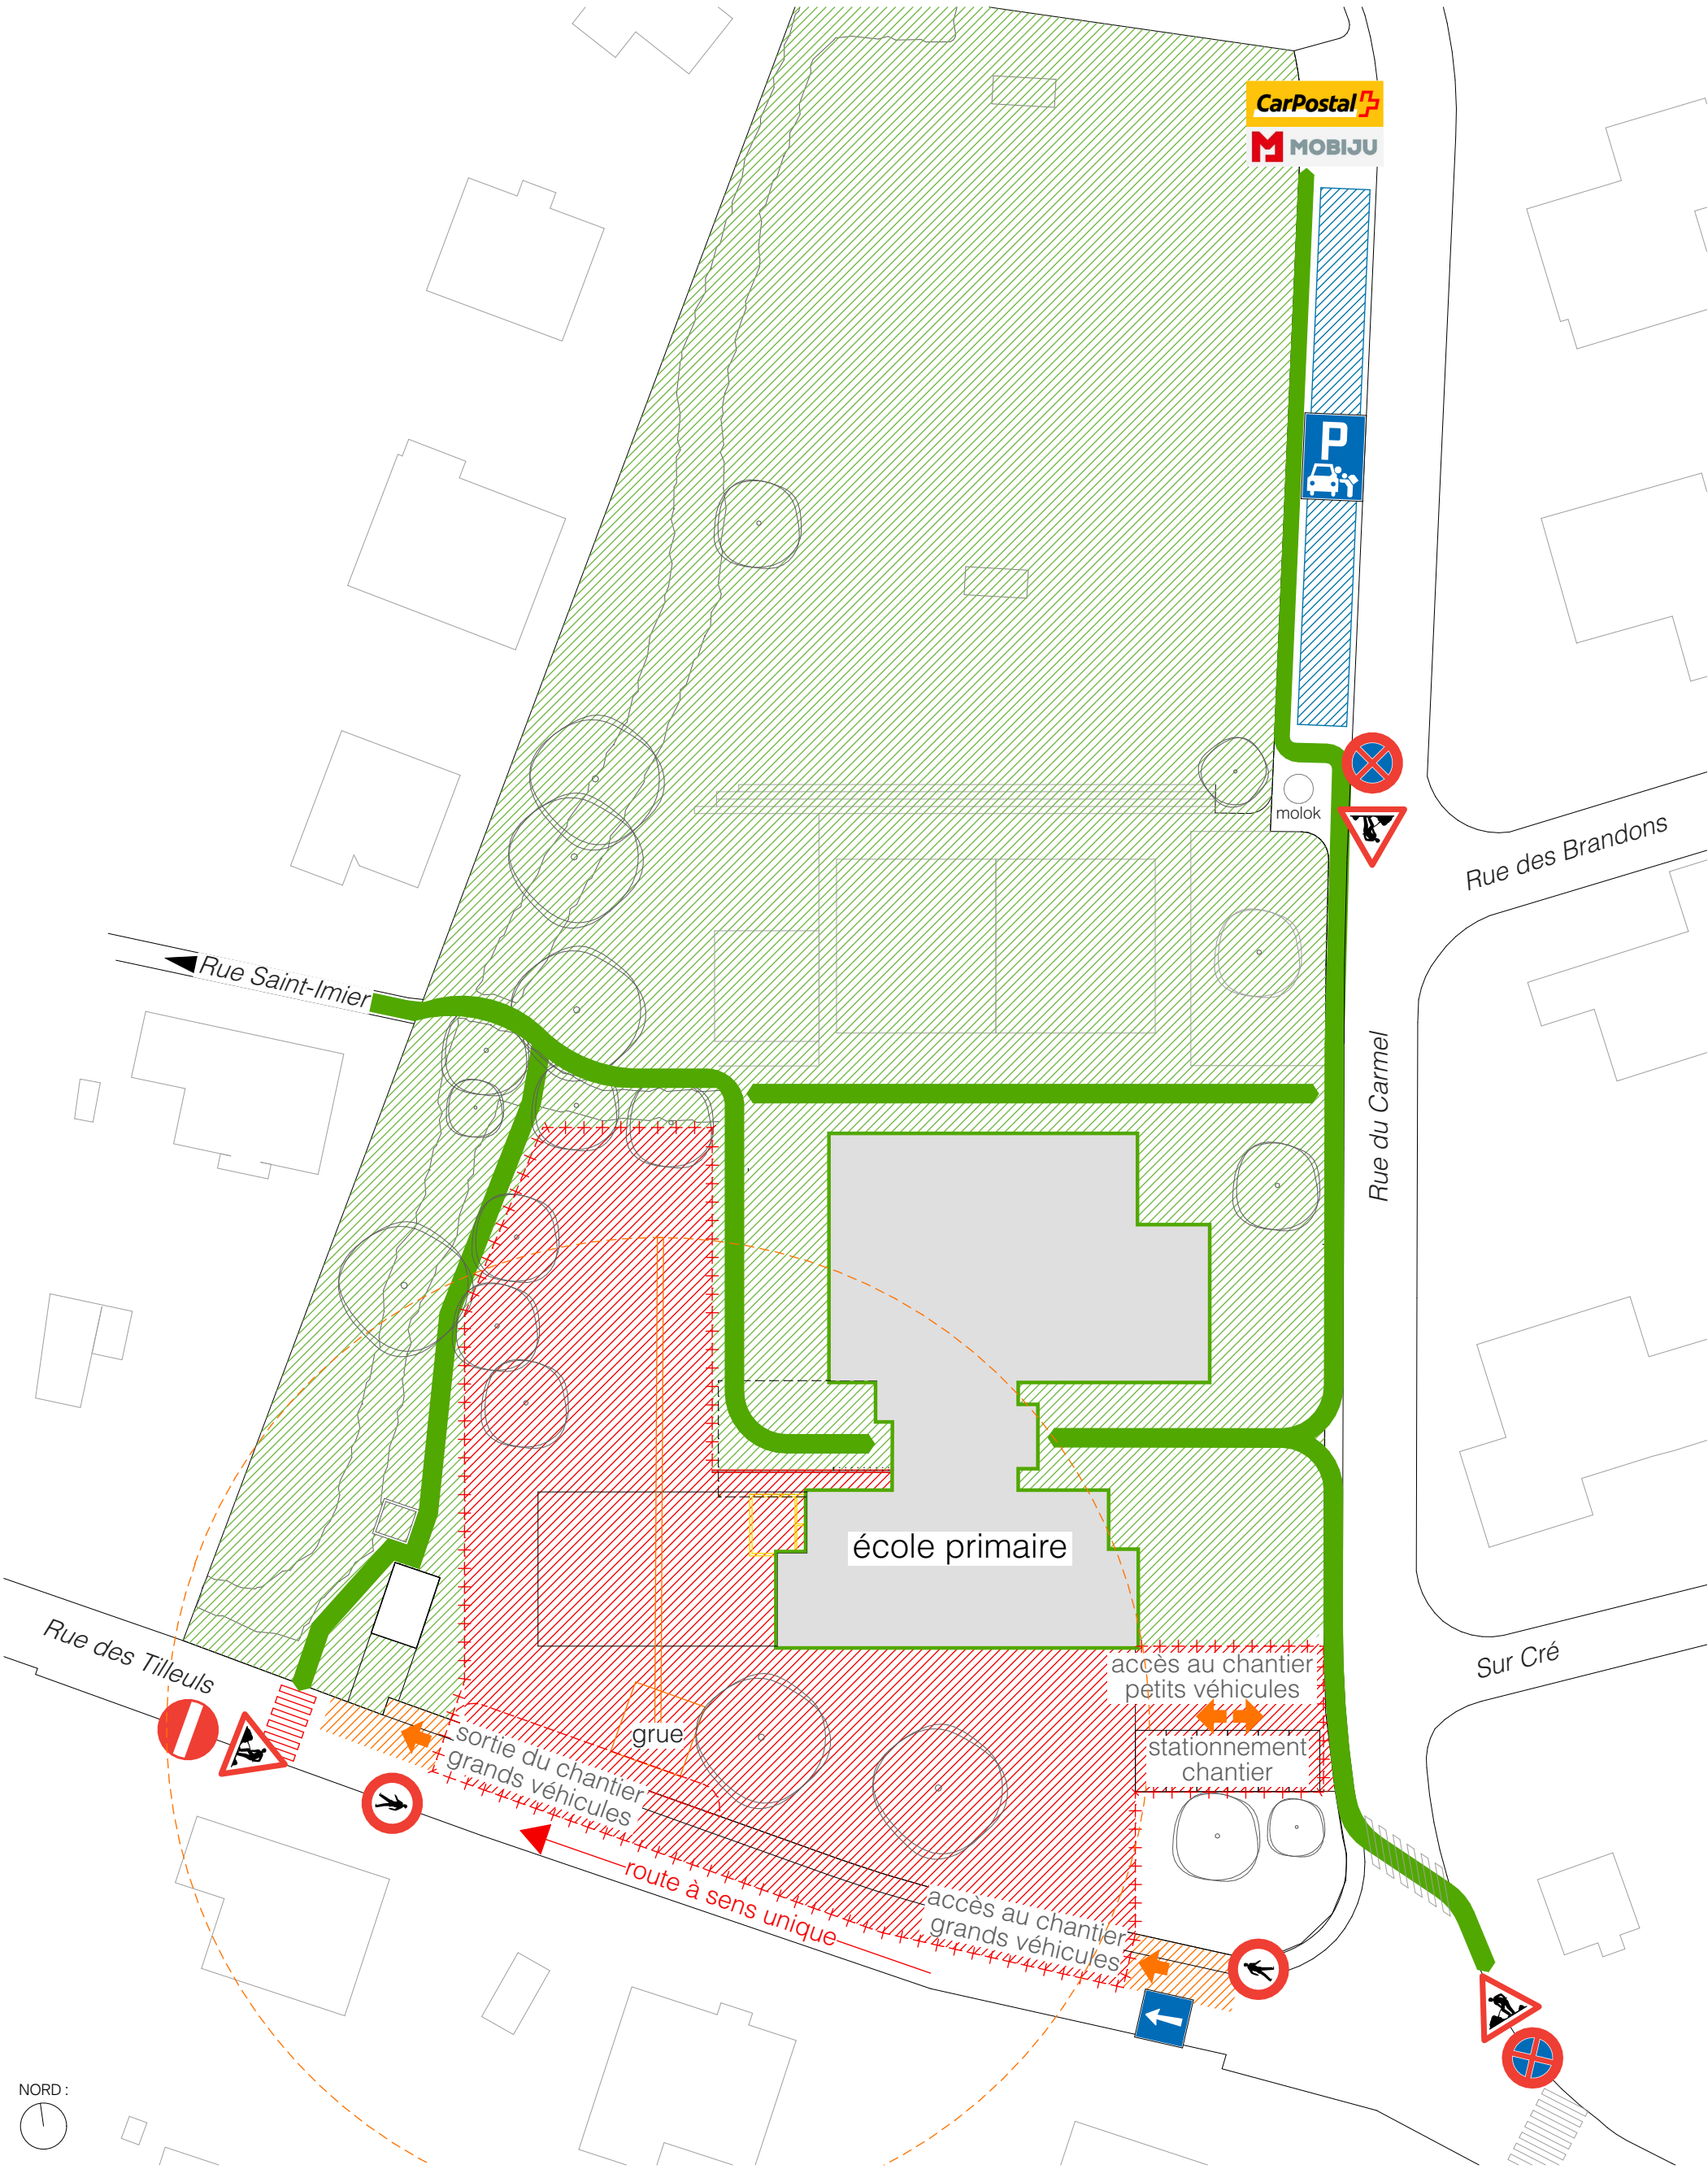 CarPostal
MOBIJU
P
molok
Rue des Brandons
Rue Saint-Imier
Rue du Carmel
école primaire
Rue des Tilleuls
Sur Cré
accès au chantier
petits véhicules
grue
sortie du chantier
grands véhicules
stationnement
chantier
route à sens unique
accès au chantier
grands véhicules
NORD :